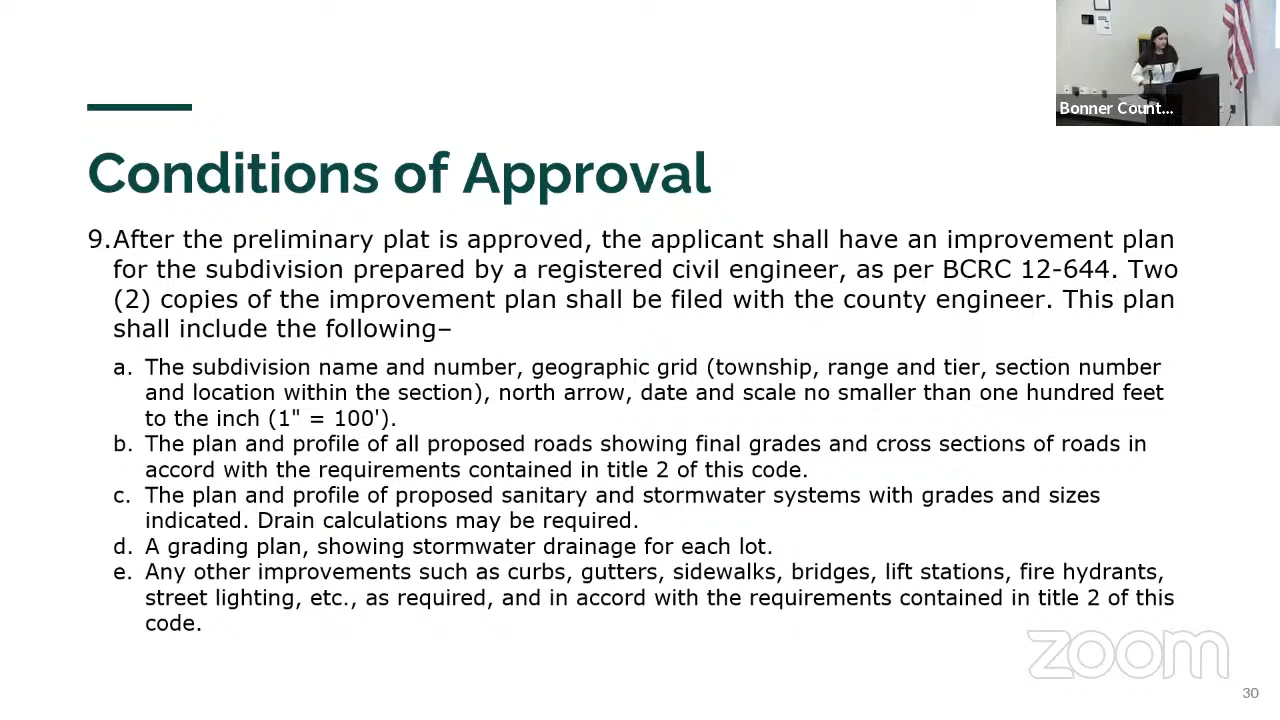 Bonner Count...
Conditions of Approval
9. After the preliminary plat is approved, the applicant shall have an improvement plan
for the subdivision prepared by a registered civil engineer, as per BCRC 12-644. Two
(2) copies of the improvement plan shall be filed with the county engineer. This plan
shall include the following–
a. The subdivision name and number, geographic grid (township, range and tier, section number
and location within the section), north arrow, date and scale no smaller than one hundred feet
to the inch (1" = 100').
b. The plan and profile of all proposed roads showing final grades and cross sections of roads in
accord with the requirements contained in title 2 of this code.
c. The plan and profile of proposed sanitary and stormwater systems with grades and sizes
indicated. Drain calculations may be required.
d. A grading plan, showing stormwater drainage for each lot.
e. Any other improvements such as curbs, gutters, sidewalks, bridges, lift stations, fire hydrants,
street lighting, etc., as required, and in accord with the requirements contained in title 2 of this
code.
zoom
30